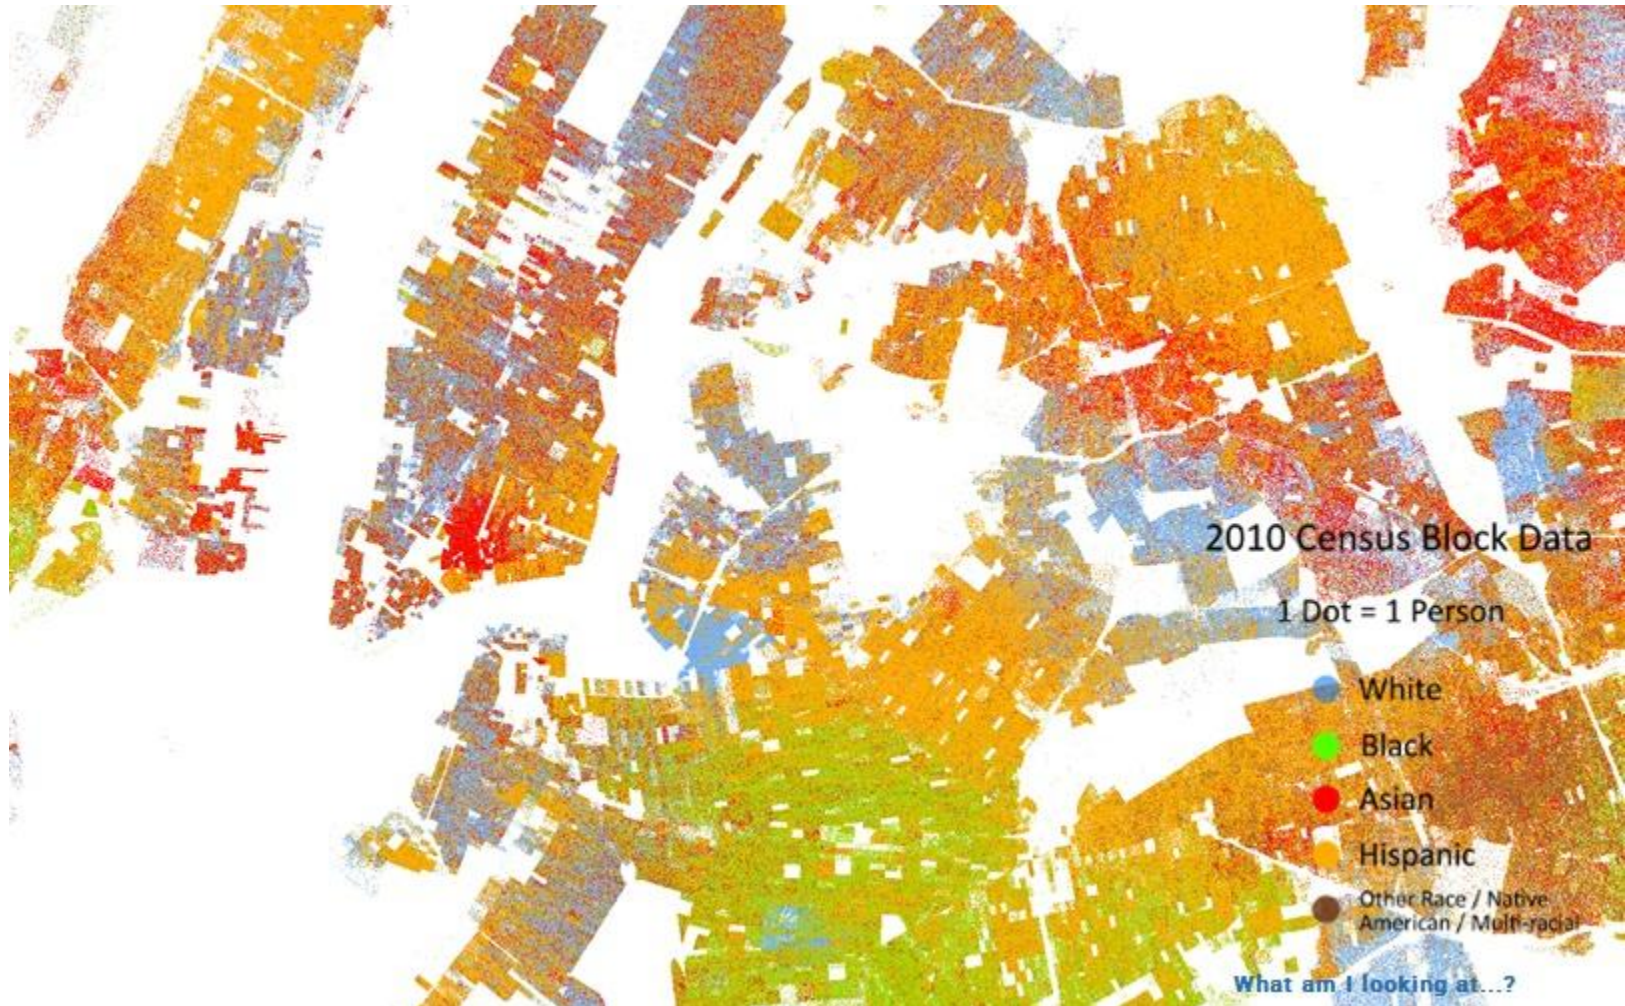 2010 Census Block Data
1 Dot = 1 Person
White
Black
Asian
Hispanic
Other Race / Native
American / Multi-racial
What am I looking at...?